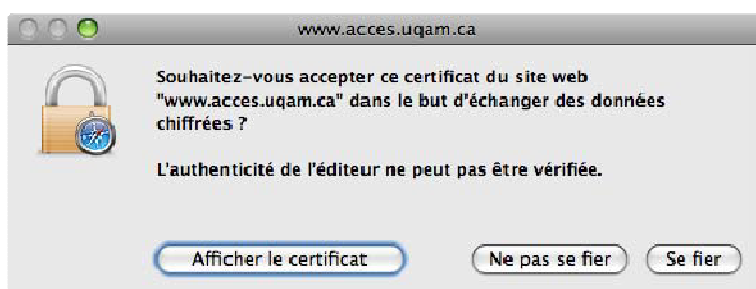 www.acces.uqam.ca
Souhaitez-vous accepter ce certificat du site web
"www.acces.uqam.ca" dans le but d'échanger des données
chiffrées ?
L'authenticité de l'éditeur ne peut pas être vérifiée.
Afficher le certificat Ne pas se fier Se fier